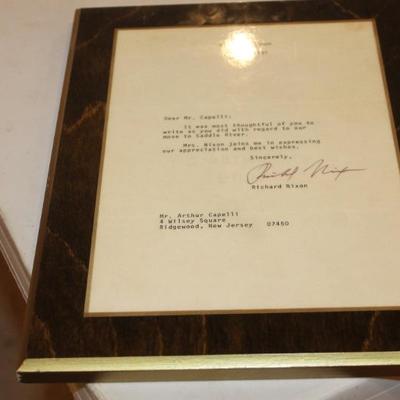 Dear Mr. Capelli:
It was most thoughtful of you to
write as you did with regard to our
move to Saddle River.
Mrs. Nixon joins me in expressing
our appreciation and best wishes.
Sincerely,
Richard Nixon
Richard Nixon
Mr. Arthur Capelli
4 Wilsey Square
Ridgewood, New Jersey 07450